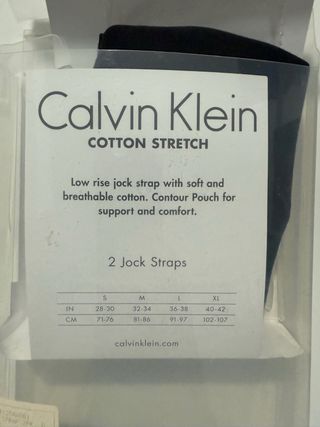 Calvin Klein
COTTON STRETCH
Low rise jock strap with soft and
breathable cotton. Contour Pouch for
support and comfort.
2 Jock Straps
S M L XL
IN 28-30 32-34 36-38 40-42
CM 71-76 81-86 91-97 102-107
calvinklein.com